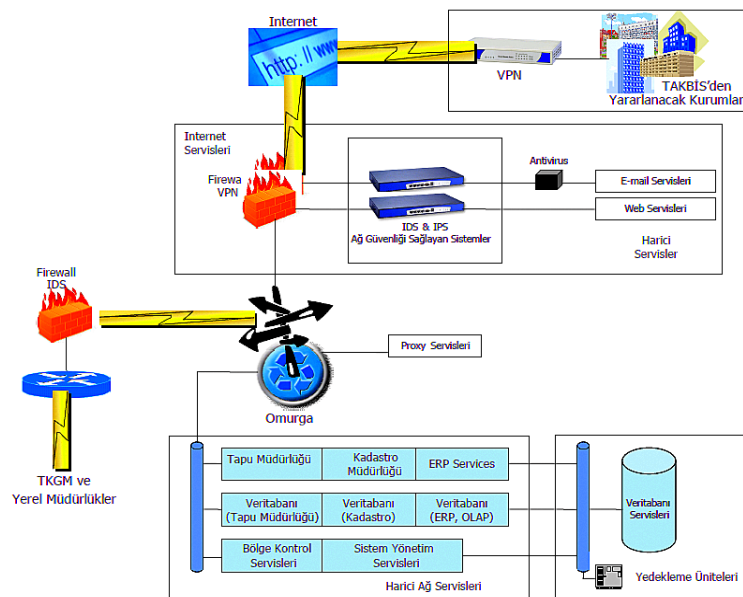 Internet
http: // www
VPN
TAKBİS'den
Yararlanacak Kurumlar
Internet
Servisleri
Firewa
VPN
Antivirus
E-mail Servisleri
Web Servisleri
IDS & IPS
Ağ Güvenliği Sağlayan Sistemler
Harici
Servisler
Firewall
IDS
Proxy Servisleri
Omurga
TKGM ve
Yerel Müdürlükler
Tapu Müdürlüğü
Kadastro
Müdürlüğü
ERP Services
Veritabanı
(Tapu Müdürlüğü)
Veritabanı
(Kadastro)
Veritabanı
(ERP, OLAP)
Veritabanı
Servisleri
Bölge Kontrol
Servisleri
Sistem Yönetim
Servisleri
Harici Ağ Servisleri
Yedekleme Üniteleri